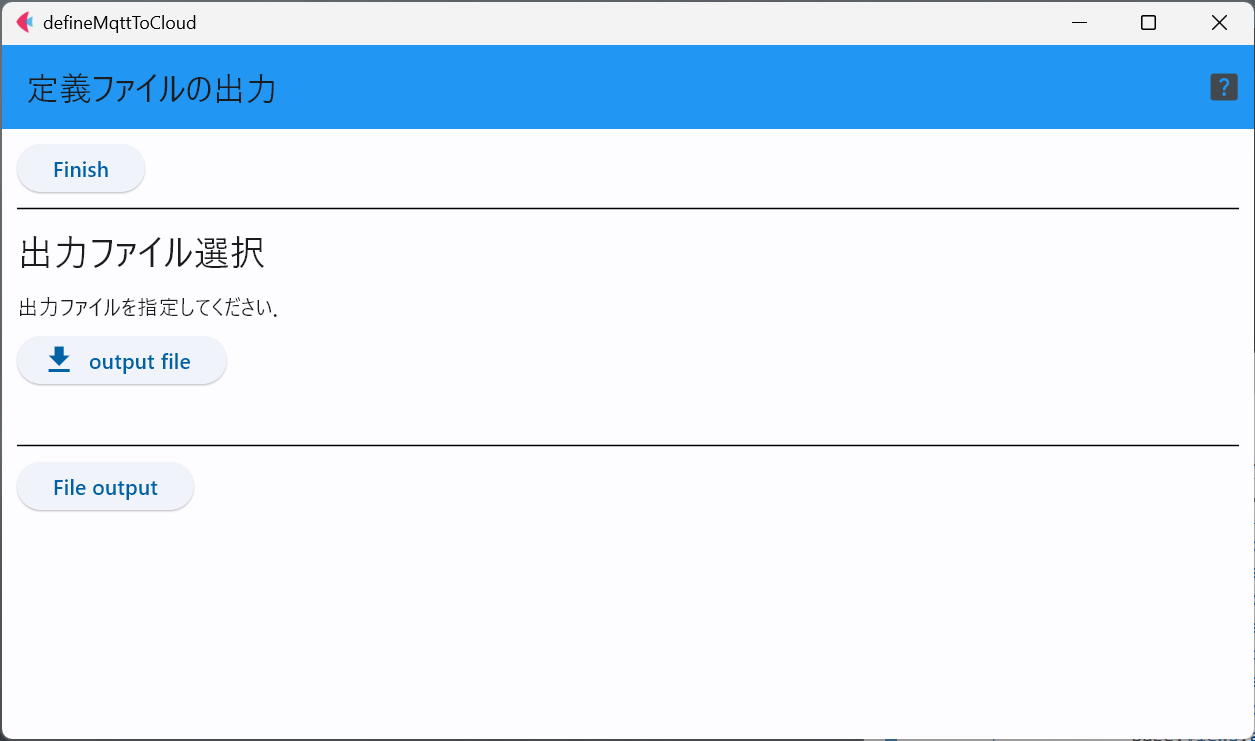 defineMqttToCloud
定義ファイルの出力
?
Finish
出力ファイル選択
出力ファイルを指定してください.
output file
File output